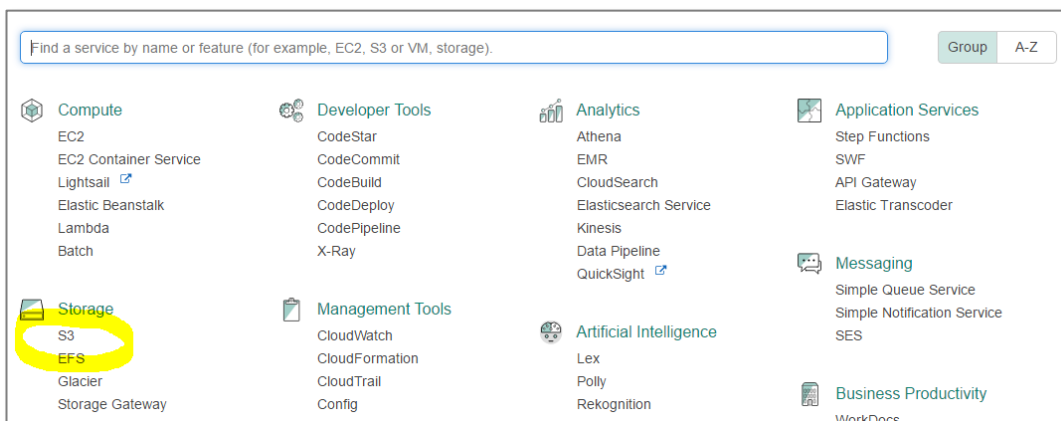 Find a service by name or feature (for example, EC2, S3 or VM, storage).
Group
A-Z
Compute
EC2
EC2 Container Service
Lightsail
Elastic Beanstalk
Lambda
Batch
Storage
S3
EFS
Glacier
Storage Gateway
Developer Tools
CodeStar
CodeCommit
CodeBuild
CodeDeploy
CodePipeline
X-Ray
Management Tools
CloudWatch
CloudFormation
CloudTrail
Config
Analytics
Athena
EMR
CloudSearch
Elasticsearch Service
Kinesis
Data Pipeline
QuickSight
Artificial Intelligence
Lex
Polly
Rekognition
Application Services
Step Functions
SWF
API Gateway
Elastic Transcoder
Messaging
Simple Queue Service
Simple Notification Service
SES
Business Productivity
WorkDocs